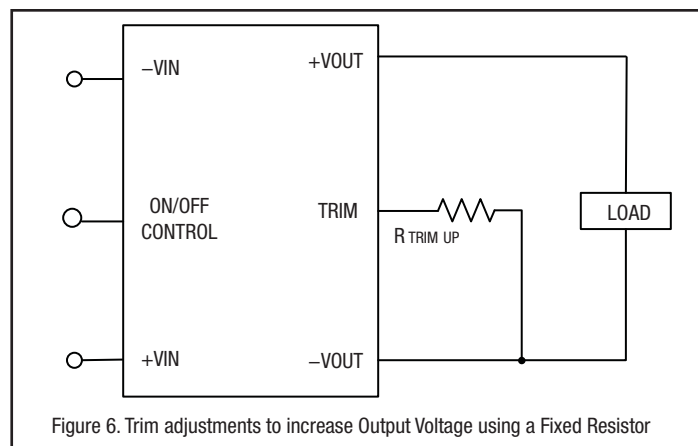 −VIN
+VOUT
ON/OFF
CONTROL
TRIM
R TRIM UP
LOAD
+VIN
−VOUT
Figure 6. Trim adjustments to increase Output Voltage using a Fixed Resistor